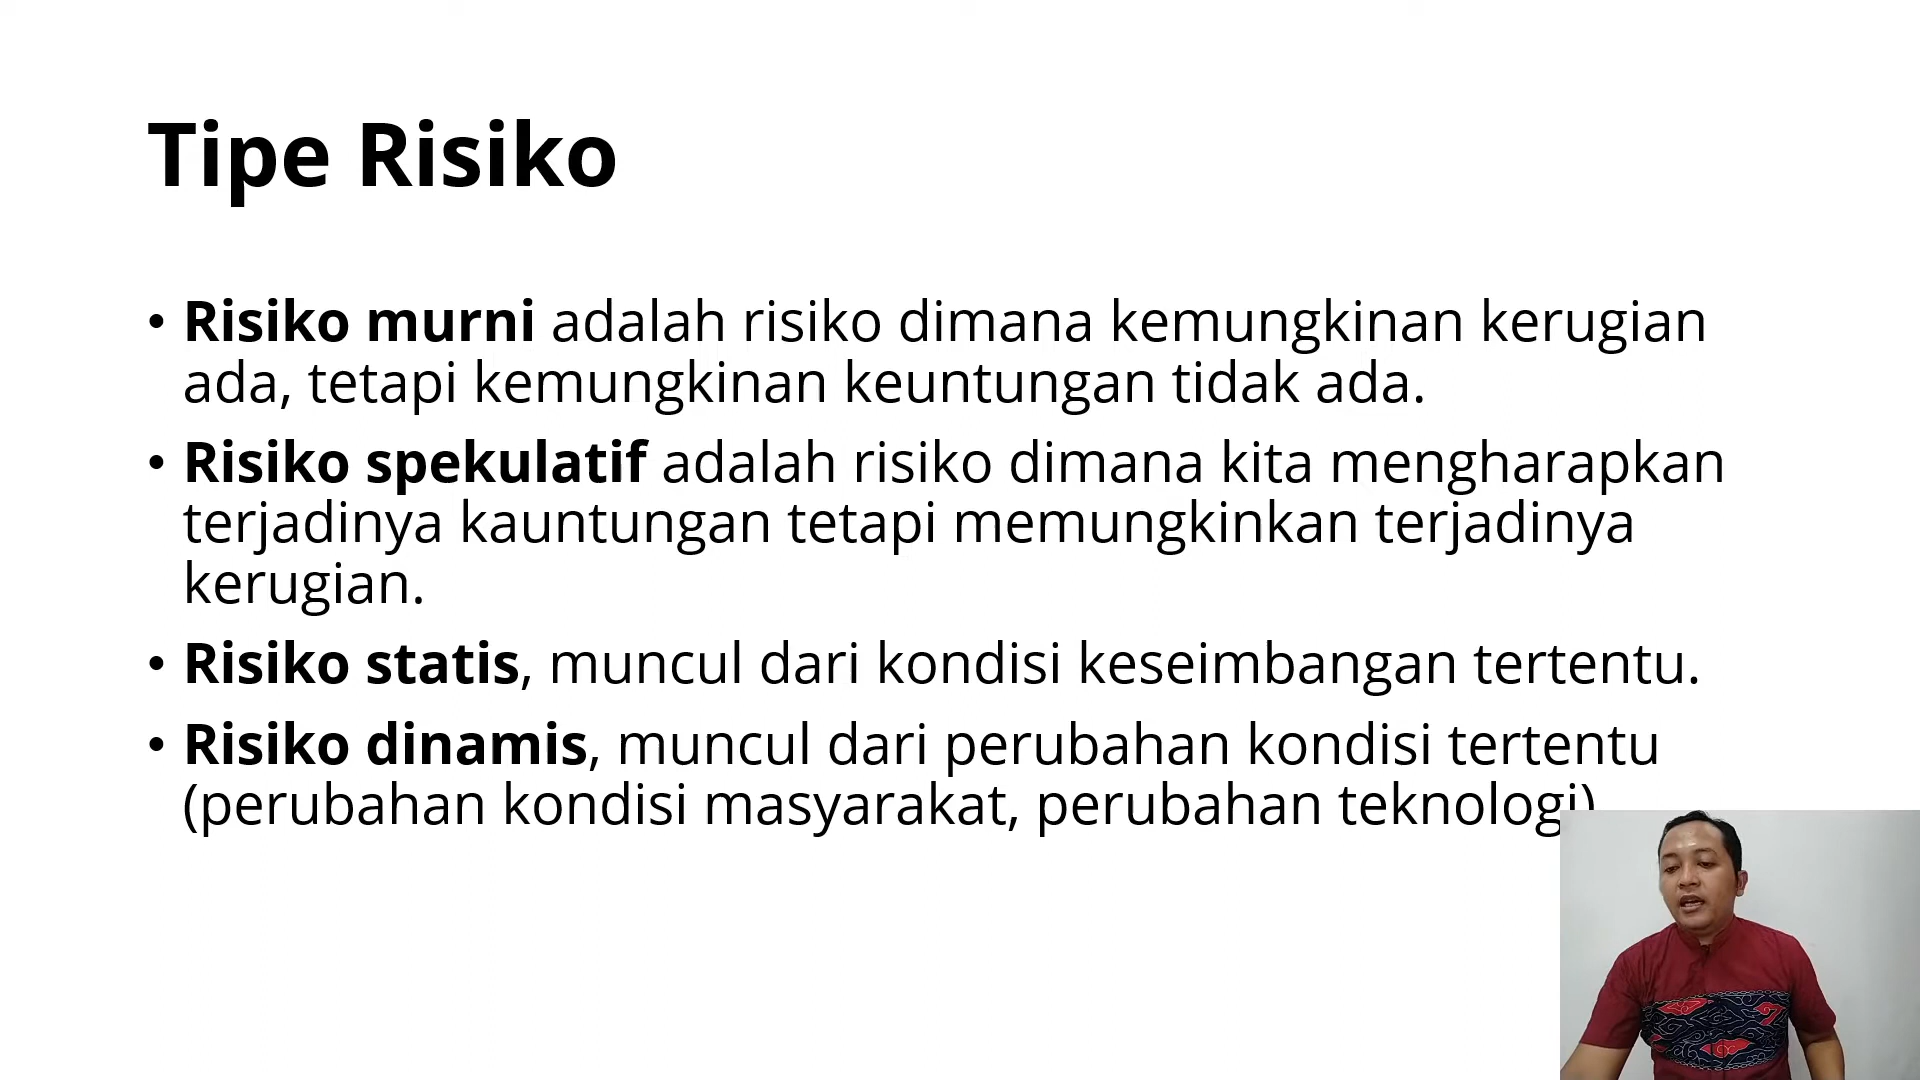 Tipe Risiko
• Risiko murni adalah risiko dimana kemungkinan kerugian
ada, tetapi kemungkinan keuntungan tidak ada.
• Risiko spekulatif adalah risiko dimana kita mengharapkan
terjadinya kauntungan tetapi memungkinkan terjadinya
kerugian.
• Risiko statis, muncul dari kondisi keseimbangan tertentu.
• Risiko dinamis, muncul dari perubahan kondisi tertentu
(perubahan kondisi masyarakat, perubahan teknologi)